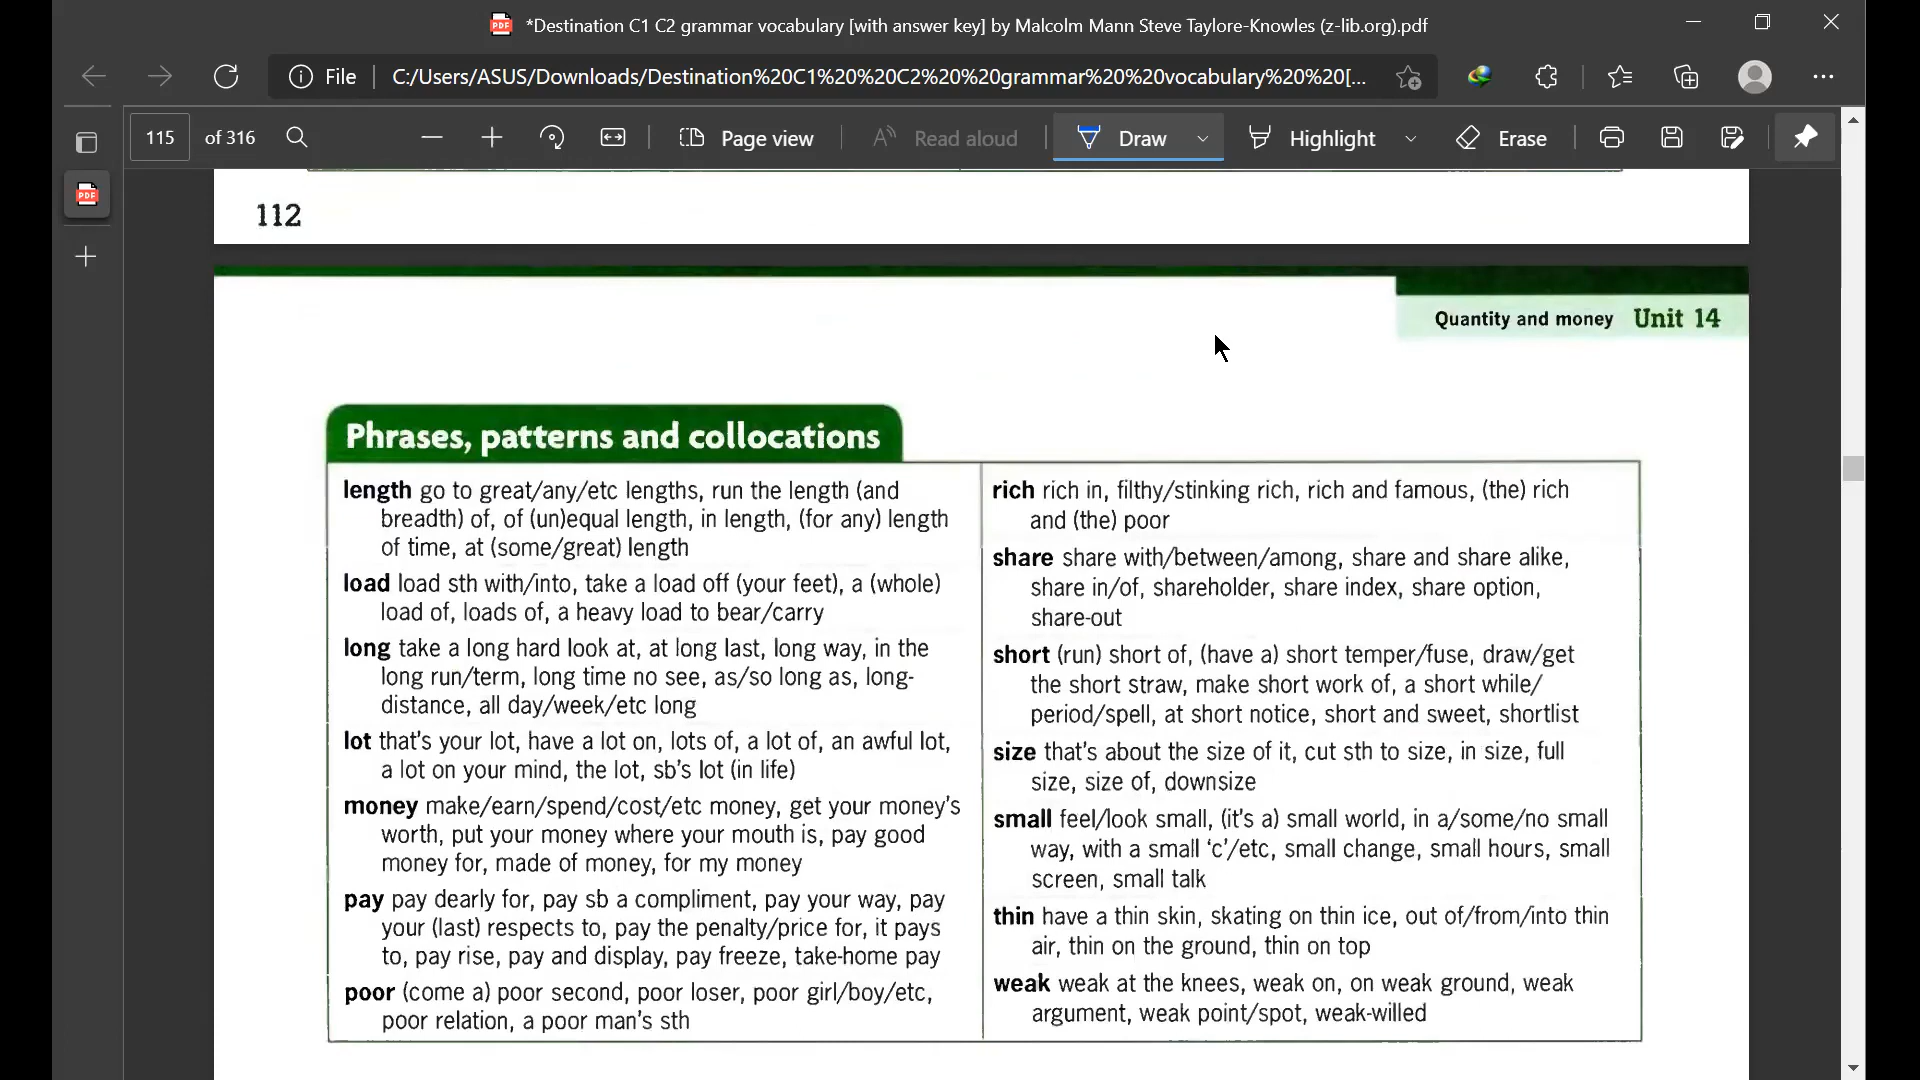 *Destination C1 C2 grammar vocabulary [with answer key] by Malcolm Mann Steve Taylore-Knowles (z-lib.org).pdf
File
C:/Users/ASUS/Downloads/Destination%20C1%20%20C2%20%20grammar%20%20vocabulary%20%20[...
115 of 316
Page view
Read aloud
Draw
Highlight
Erase
112
Quantity and money Unit 14
Phrases, patterns and collocations
length go to great/any/etc lengths, run the length (and
breadth) of, of (un)equal length, in length, (for any) length
of time, at (some/great) length
load load sth with/into, take a load off (your feet), a (whole)
load of, loads of, a heavy load to bear/carry
long take a long hard look at, at long last, long way, in the
long run/term, long time no see, as/so long as, long-
distance, all day/week/etc long
lot that's your lot, have a lot on, lots of, a lot of, an awful lot,
a lot on your mind, the lot, sb's lot (in life)
money make/earn/spend/cost/etc money, get your money's
worth, put your money where your mouth is, pay good
money for, made of money, for my money
pay pay dearly for, pay sb a compliment, pay your way, pay
your (last) respects to, pay the penalty/price for, it pays
to, pay rise, pay and display, pay freeze, take-home pay
poor (come a) poor second, poor loser, poor girl/boy/etc,
poor relation, a poor man's sth
rich rich in, filthy/stinking rich, rich and famous, (the) rich
and (the) poor
share share with/between/among, share and share alike,
share in/of, shareholder, share index, share option,
share-out
short (run) short of, (have a) short temper/fuse, draw/get
the short straw, make short work of, a short while/
period/spell, at short notice, short and sweet, shortlist
size that's about the size of it, cut sth to size, in size, full
size, size of, downsize
small feel/look small, (it's a) small world, in a/some/no small
way, with a small ‘c’/etc, small change, small hours, small
screen, small talk
thin have a thin skin, skating on thin ice, out of/from/into thin
air, thin on the ground, thin on top
weak weak at the knees, weak on, on weak ground, weak
argument, weak point/spot, weak-willed